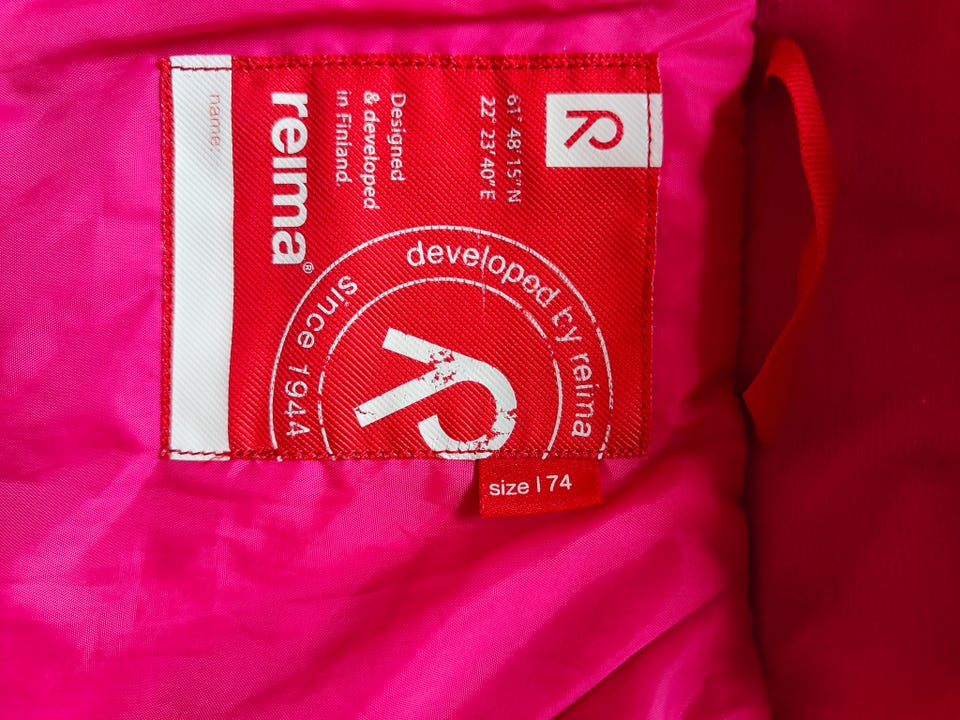 R
61° 48' 15"N
22° 23' 40"E
Designed
& developed
in Finland.
reima®
name
developed by reima
since 1944
R
size | 74